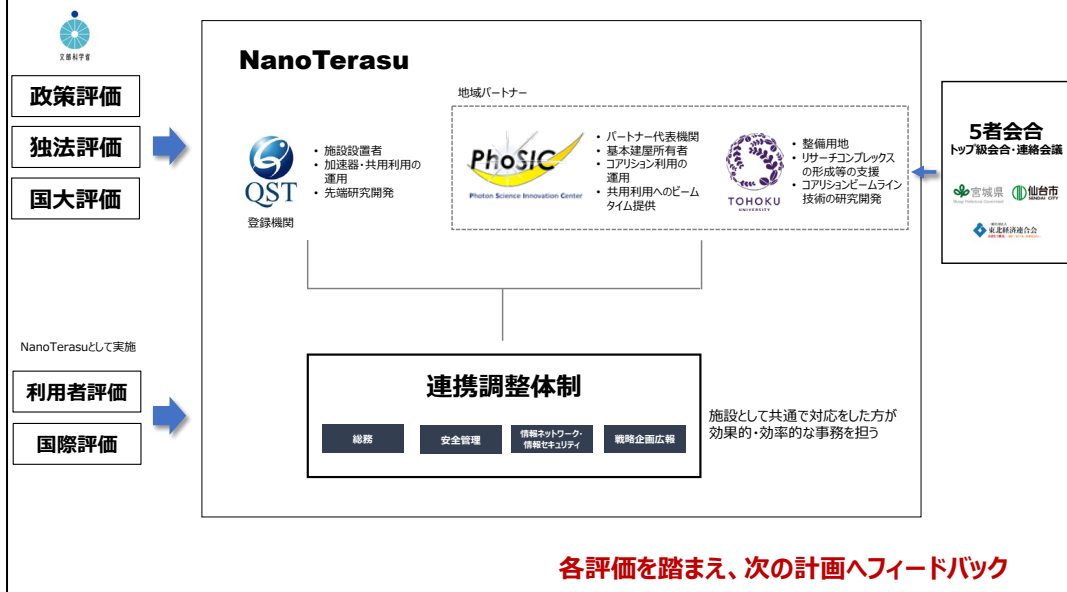 文部科学省
政策評価
独法評価
国大評価
NanoTerasuとして実施
利用者評価
国際評価
NanoTerasu
地域パートナー
QST
登録機関
• 施設設置者
• 加速器・共用利用の
運用
• 先端研究開発
PhoSIC
Photon Science Innovation Center
• パートナー代表機関
• 基本建屋所有者
• コアリション利用の
運用
• 共用利用へのビーム
タイム提供
TOHOKU
UNIVERSITY
• 整備用地
• リサーチコンプレックス
の形成等の支援
• コアリションビームライン
技術の研究開発
連携調整体制
総務
安全管理
情報ネットワーク・
情報セキュリティ
戦略企画広報
施設として共通で対応をした方が
効果的・効率的な事務を担う
5者会合
トップ級会合・連絡会議
宮城県
Miyagi Prefectural Government
仙台市
SENDAI CITY
東北経済連合会
各評価を踏まえ、次の計画へフィードバック